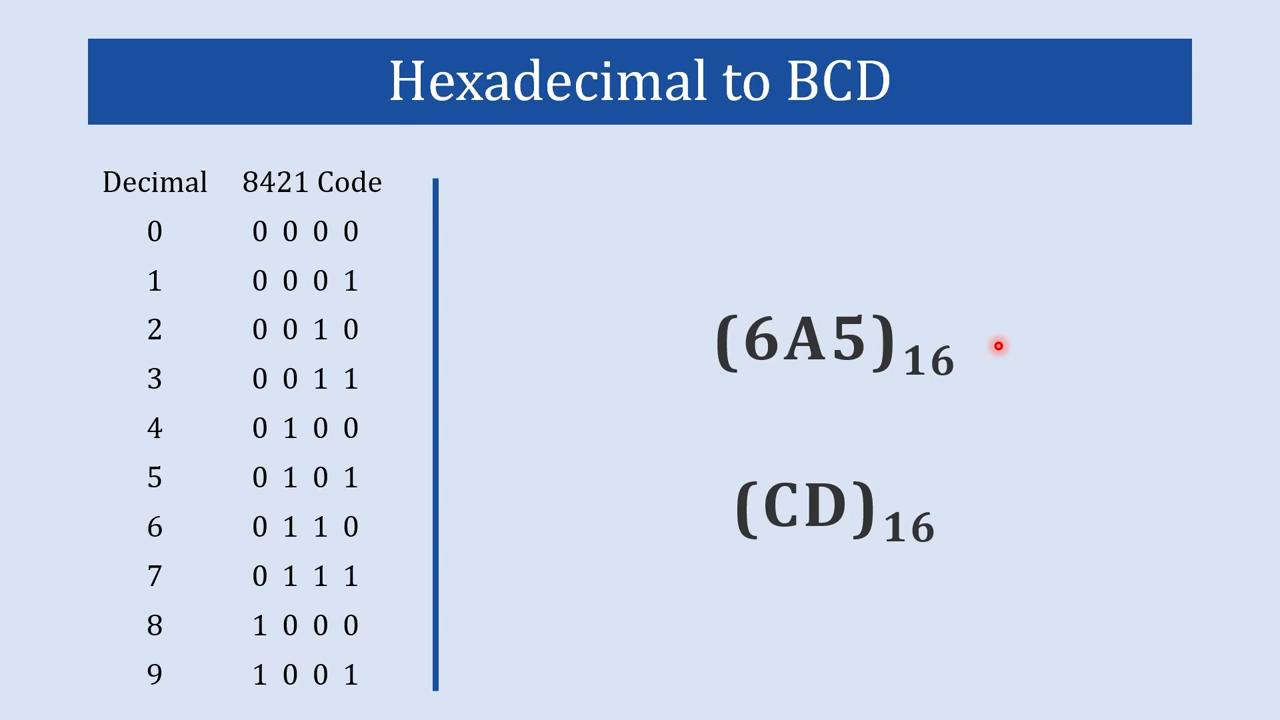 Hexadecimal to BCD
Decimal 8421 Code
0 0 0 0 0
1 0 0 0 1
2 0 0 1 0
3 0 0 1 1
4 0 1 0 0
5 0 1 0 1
6 0 1 1 0
7 0 1 1 1
8 1 0 0 0
9 1 0 0 1
(6A5)16
(CD)16